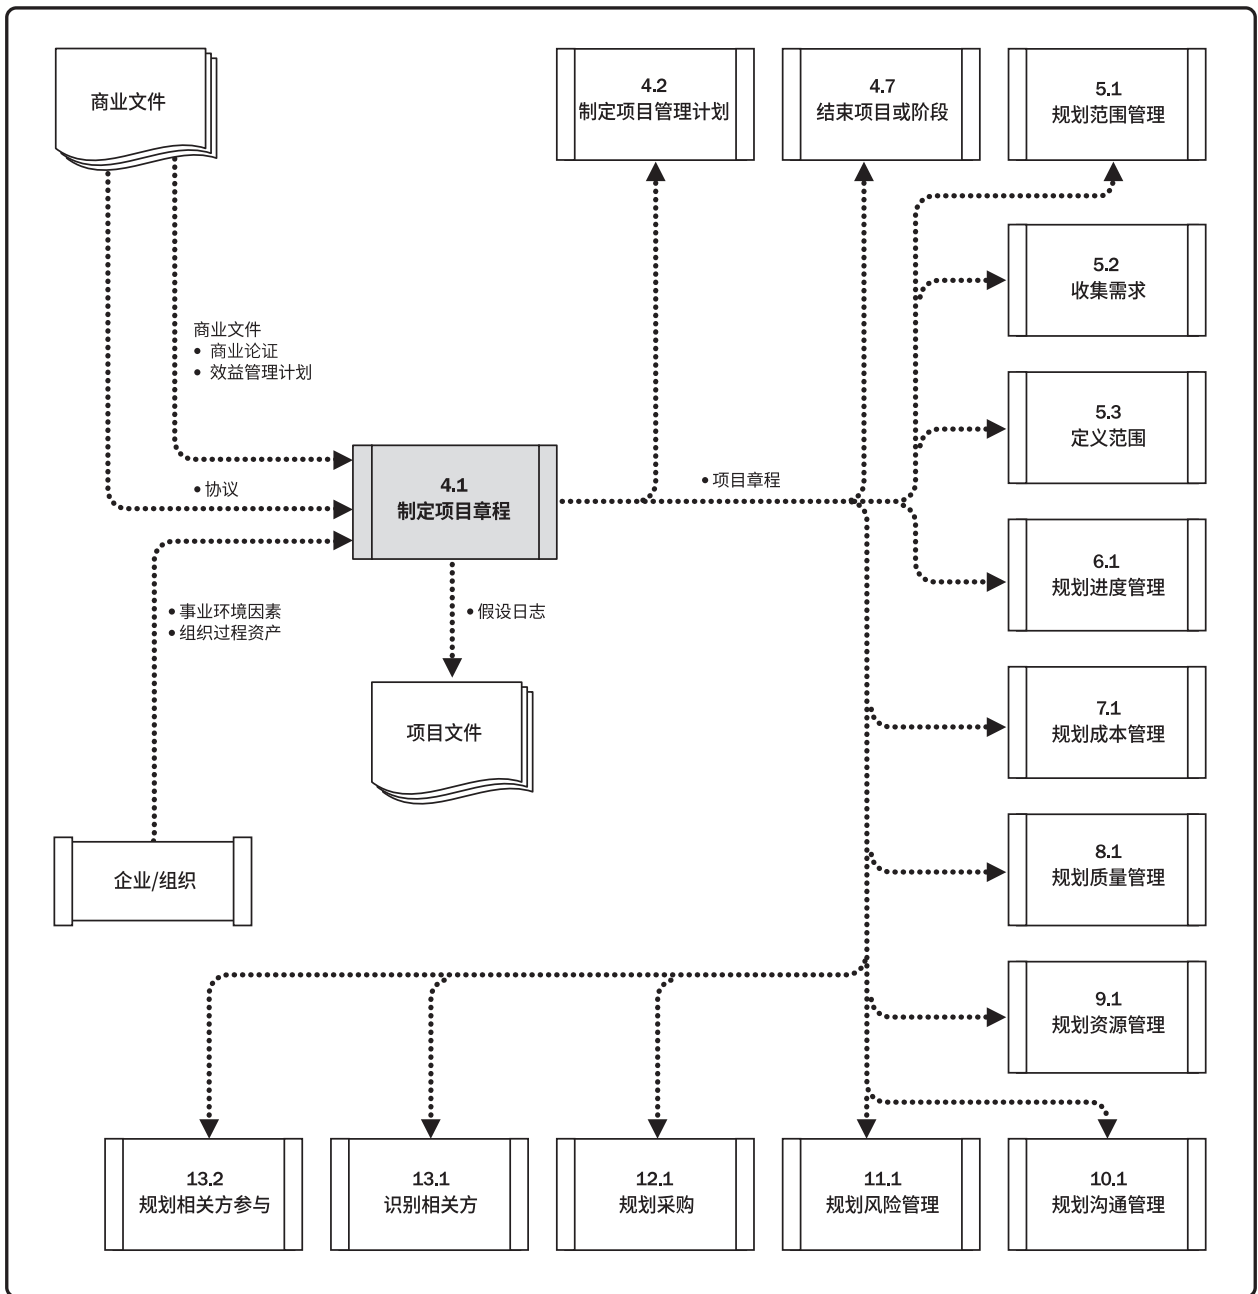 商业文件
4.2
制定项目管理计划
4.7
结束项目或阶段
5.1
规划范围管理
5.2
收集需求
商业文件
• 商业论证
• 效益管理计划
5.3
定义范围
• 协议
4.1
制定项目章程
• 项目章程
6.1
规划进度管理
• 事业环境因素
• 组织过程资产
• 假设日志
项目文件
7.1
规划成本管理
企业/组织
8.1
规划质量管理
9.1
规划资源管理
13.2
规划相关方参与
13.1
识别相关方
12.1
规划采购
11.1
规划风险管理
10.1
规划沟通管理